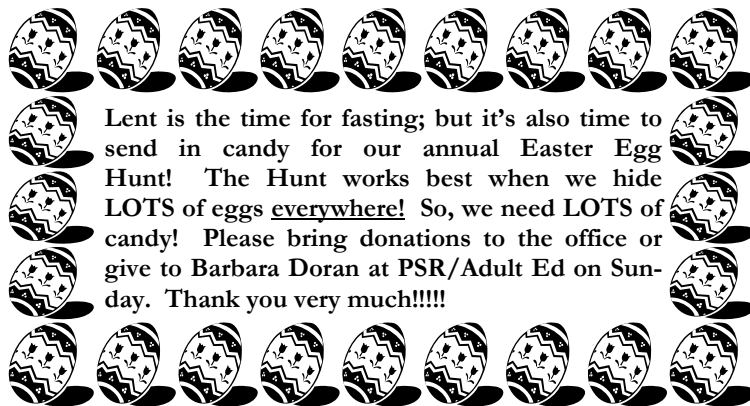 Lent is the time for fasting; but it's also time to
send in candy for our annual Easter Egg
Hunt! The Hunt works best when we hide
LOTS of eggs everywhere! So, we need LOTS of
candy! Please bring donations to the office or
give to Barbara Doran at PSR/Adult Ed on Sun-
day. Thank you very much!!!!!